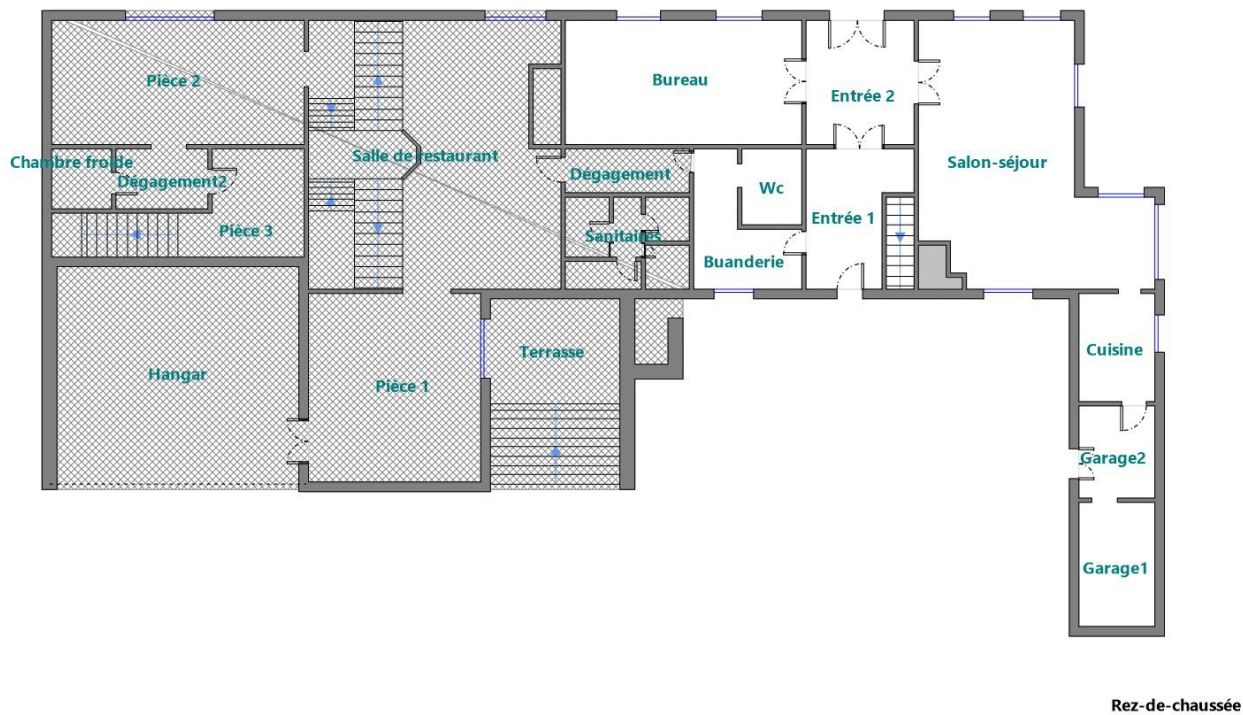 Pièce 2
Bureau
Entrée 2
Chambre froide
Dégagement2
Salle de restaurant
Dégagement
Wc
Salon-séjour
Pièce 3
Sanitaires
Entrée 1
Buanderie
Hangar
Pièce 1
Terrasse
Cuisine
Garage2
Garage1
Rez-de-chaussée